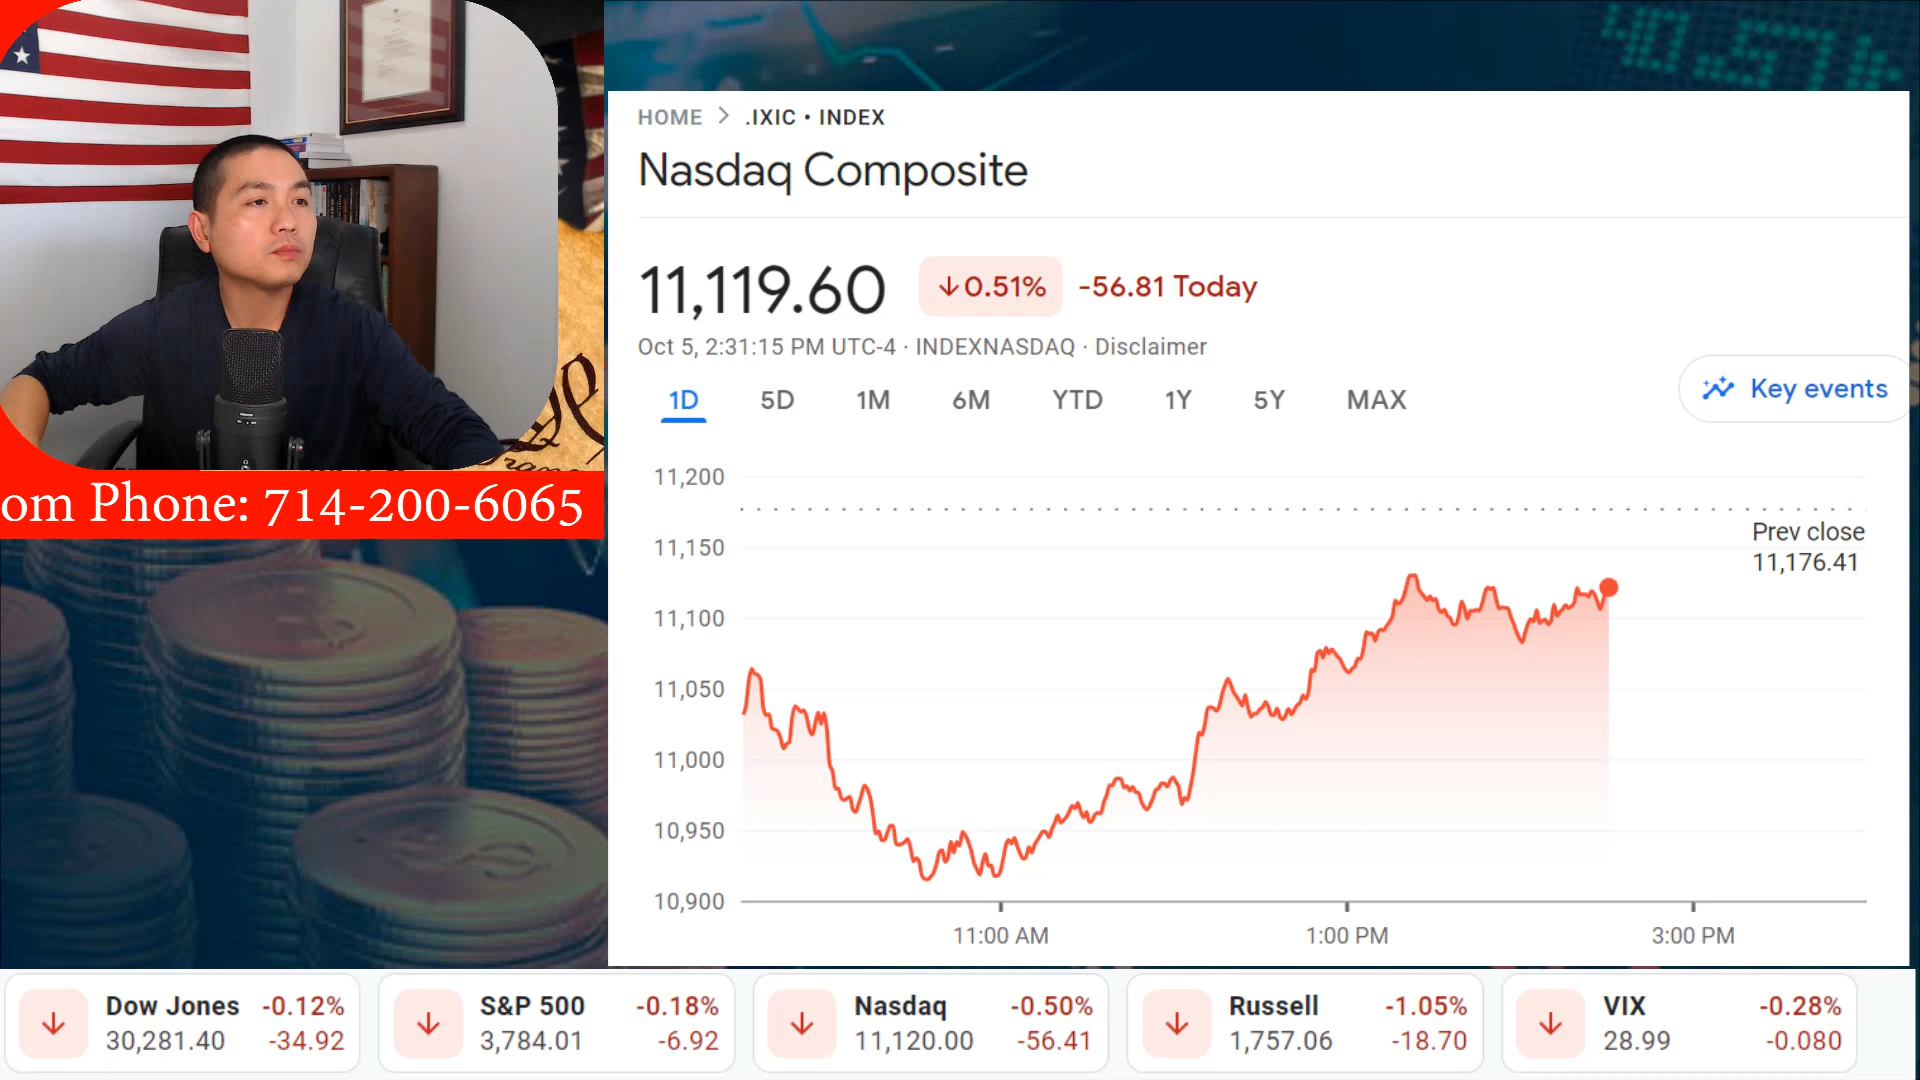 om Phone: 714-200-6065
HOME > .IXIC • INDEX
Nasdaq Composite
11,119.60 ↓0.51% -56.81 Today
Oct 5, 2:31:15 PM UTC-4 · INDEXNASDAQ · Disclaimer
Key events
1D 5D 1M 6M YTD 1Y 5Y MAX
11,200
Prev close
11,176.41
11,150
11,100
11,050
11,000
10,950
10,900
11:00 AM 1:00 PM 3:00 PM
Dow Jones -0.12%
30,281.40 -34.92
S&P 500 -0.18%
3,784.01 -6.92
Nasdaq -0.50%
11,120.00 -56.41
Russell -1.05%
1,757.06 -18.70
VIX -0.28%
28.99 -0.080